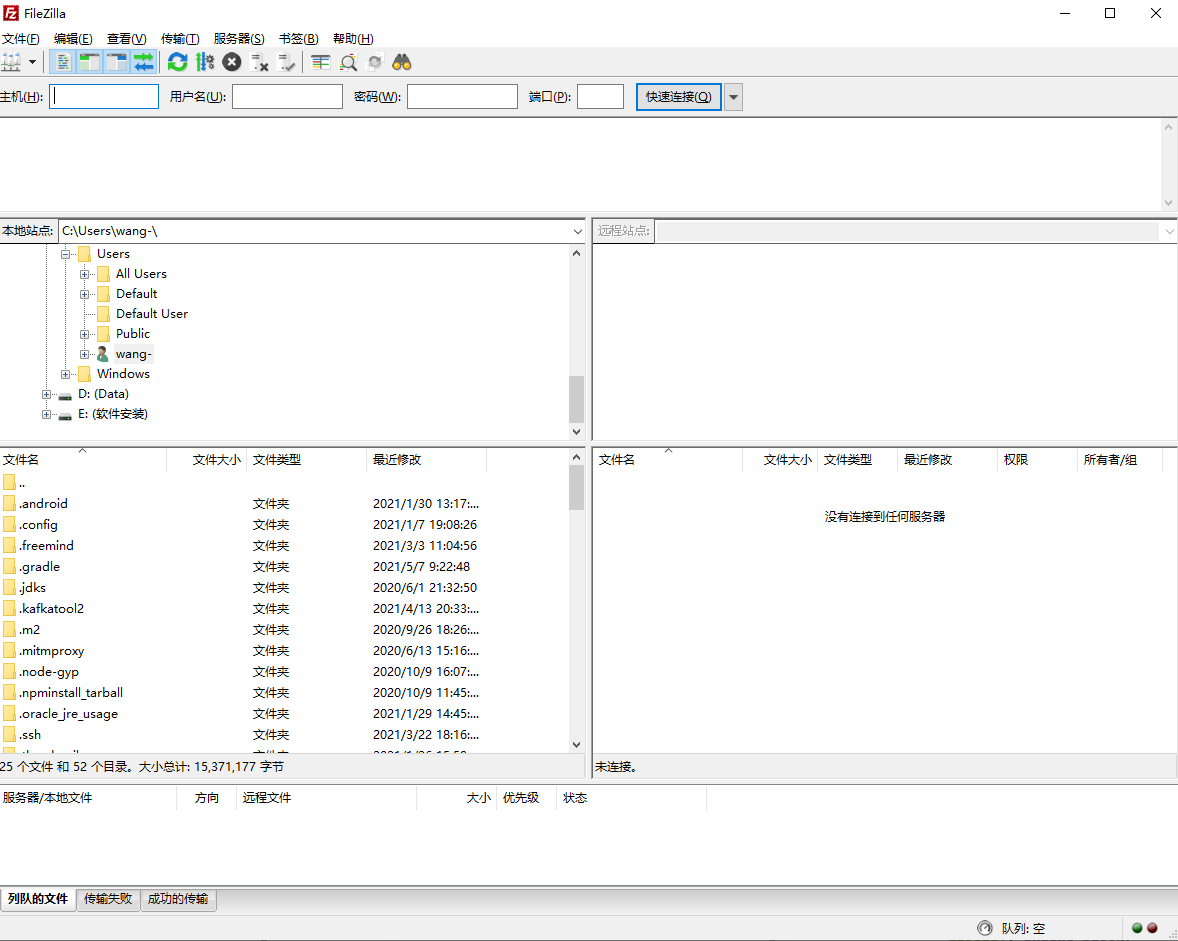 FileZilla
文件(F) 编辑(E) 查看(V) 传输(T) 服务器(S) 书签(B) 帮助(H)
主机(H): 用户名(U): 密码(W): 端口(P): 快速连接(Q)
本地站点: C:\Users\wang-\ 远程站点:
Users
All Users
Default
Default User
Public
wang-
Windows
D: (Data)
E: (软件安装)
文件名 文件大小 文件类型 最近修改
..
.android 文件夹 2021/1/30 13:17:...
.config 文件夹 2021/1/7 19:08:26
.freemind 文件夹 2021/3/3 11:04:56
.gradle 文件夹 2021/5/7 9:22:48
.jdks 文件夹 2020/6/1 21:32:50
.kafkatool2 文件夹 2021/4/13 20:33:...
.m2 文件夹 2020/9/26 18:26:...
.mitmproxy 文件夹 2020/6/13 15:16:...
.node-gyp 文件夹 2020/10/9 16:07:...
.npminstall_tarball 文件夹 2020/10/9 11:45:...
.oracle_jre_usage 文件夹 2021/1/29 14:45:...
.ssh 文件夹 2021/3/22 18:16:...
25 个文件 和 52 个目录。大小总计: 15,371,177 字节
文件名 文件大小 文件类型 最近修改 权限 所有者/组
没有连接到任何服务器
未连接。
服务器/本地文件 方向 远程文件 大小 优先级 状态
列队的文件 传输失败 成功的传输
队列: 空